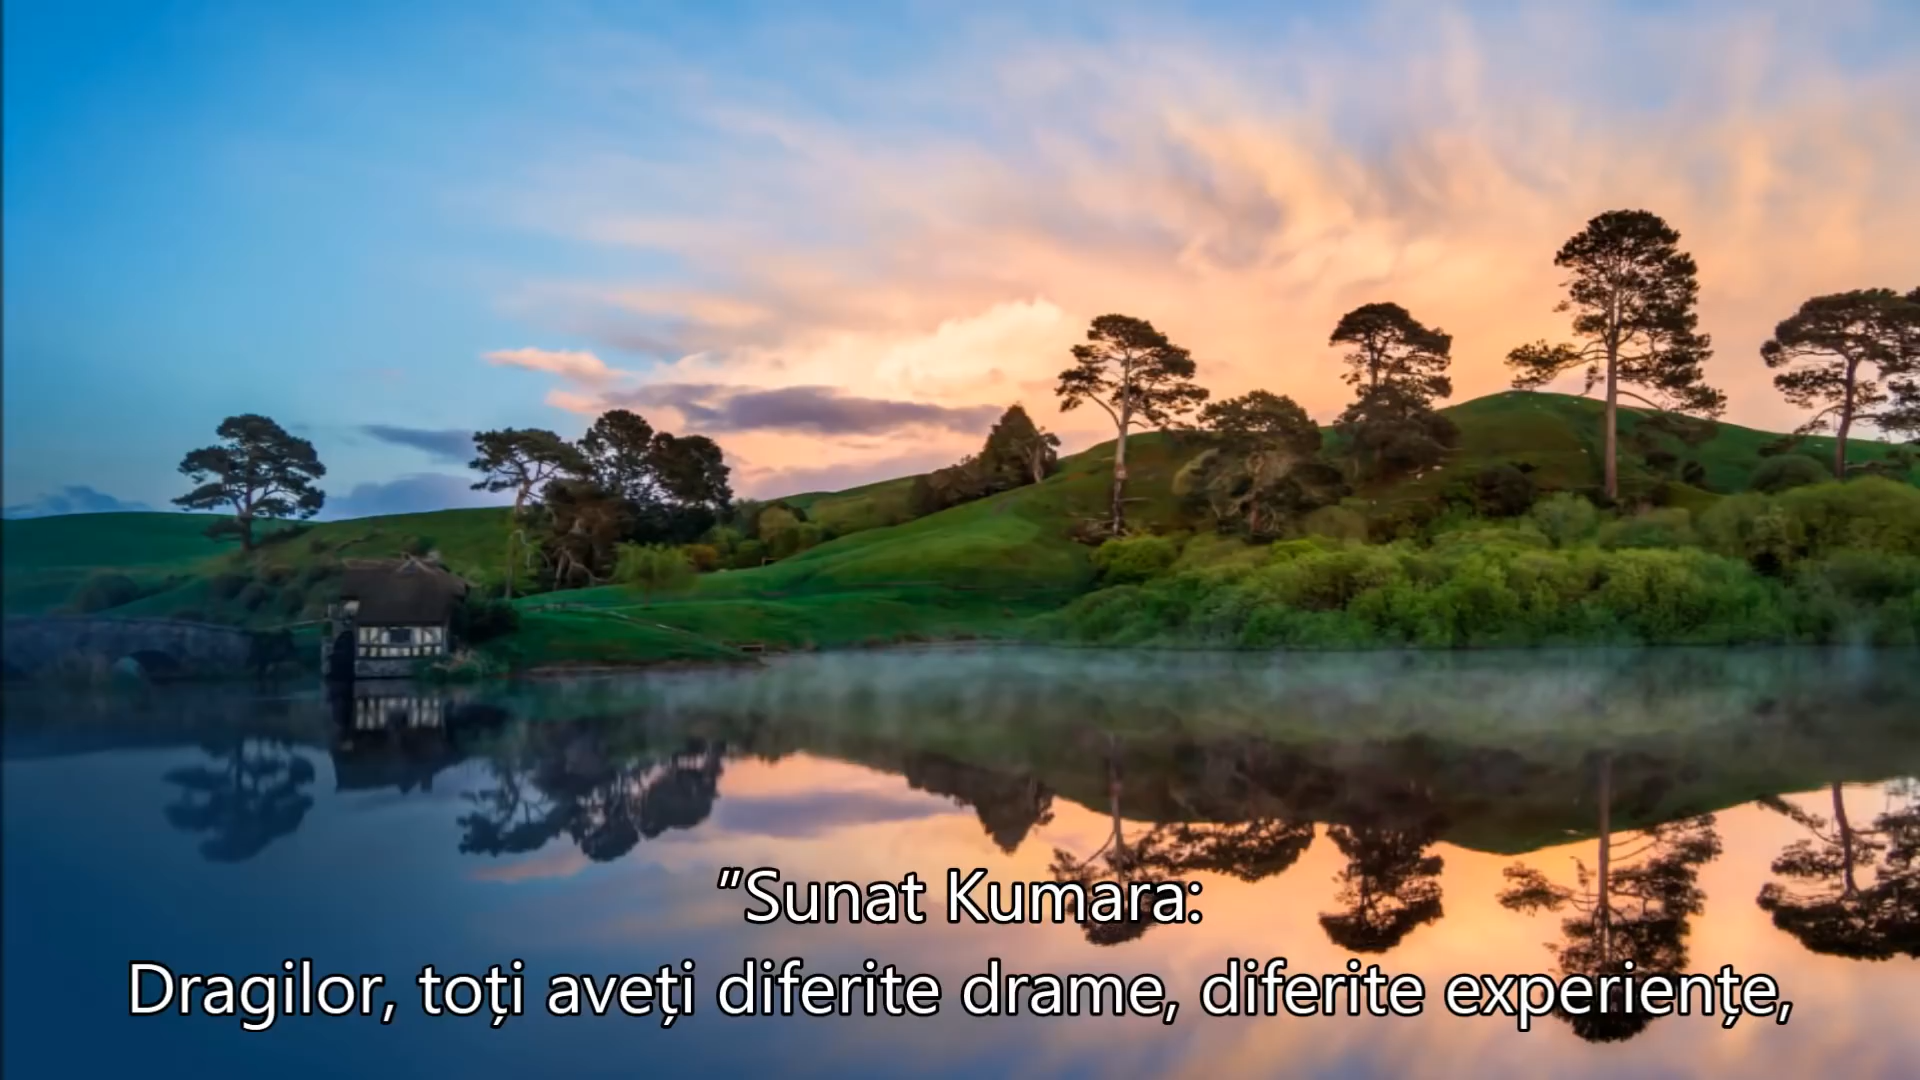 "Sunat Kumara:
Dragilor, toți aveți diferite drame, diferite experiențe,